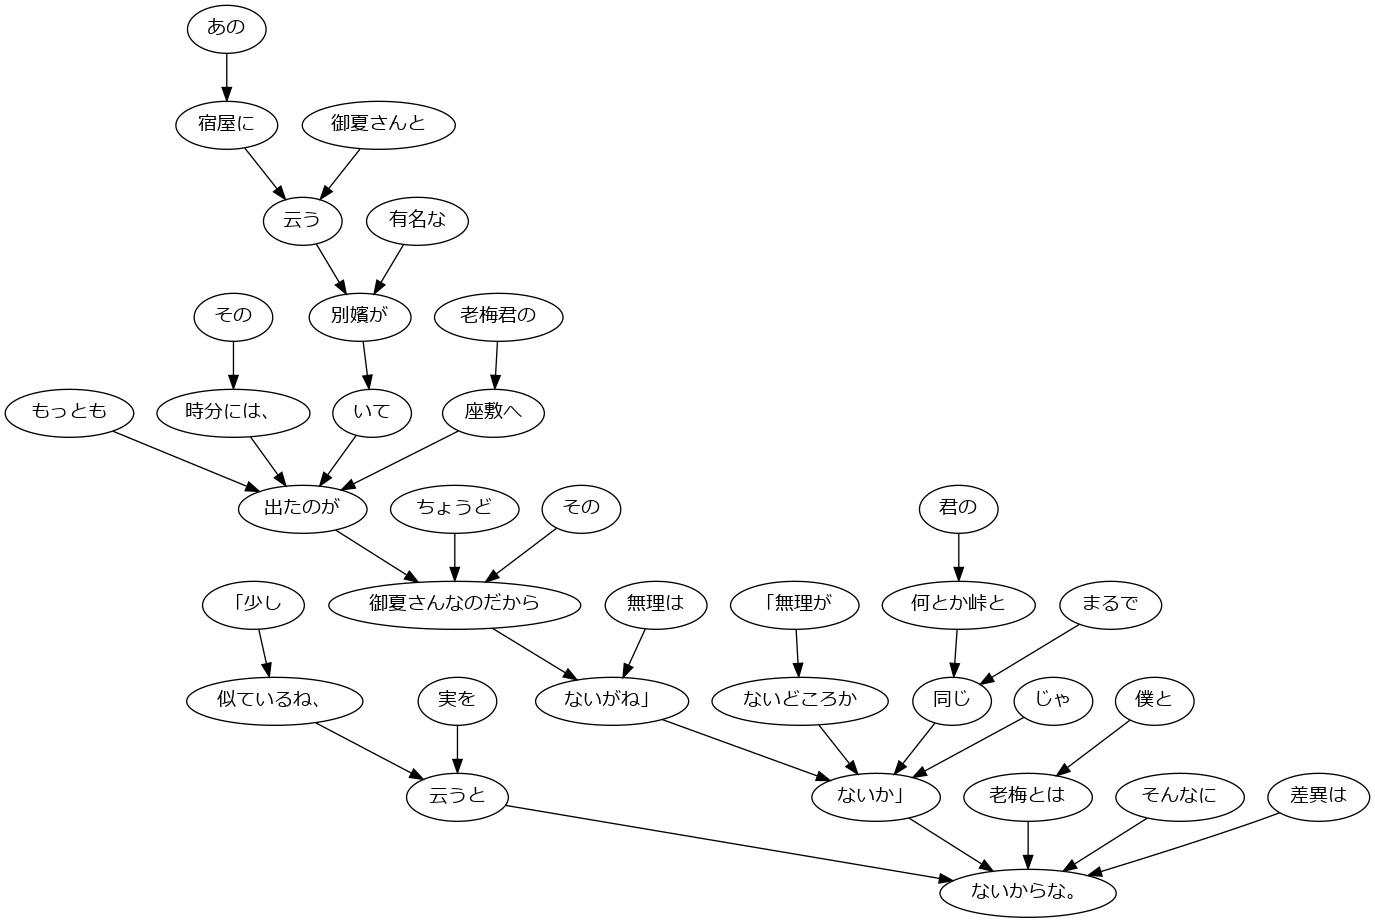 あの
宿屋に
御夏さんと
云う
有名な
その
別嬪が
老梅君の
もっとも
時分には、
いて
座敷へ
出たのが
ちょうど
その
君の
「少し
御夏さんなのだから
無理は
「無理が
何とか峠と
まるで
似ているね、
実を
ないがね」
ないどころか
同じ
じゃ
僕と
云うと
ないか」
老梅とは
そんなに
差異は
ないからな。